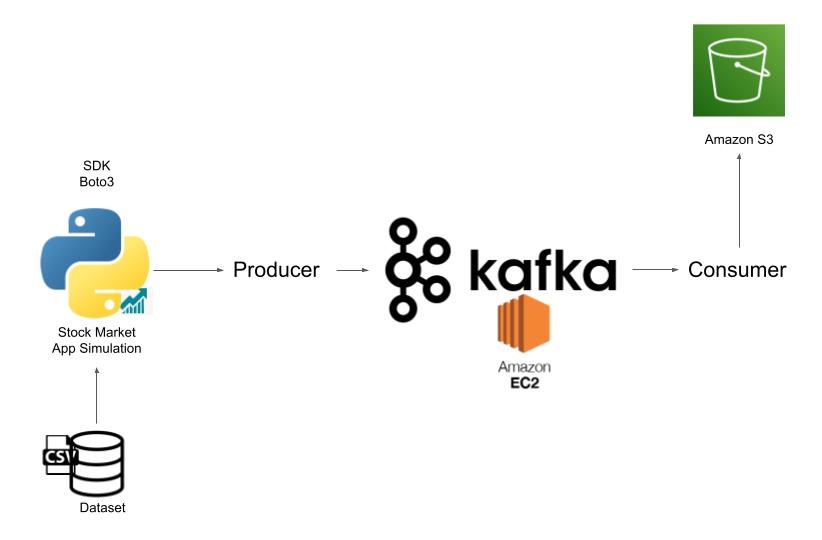 Amazon S3
SDK
Boto3
Producer
kafka
Consumer
Stock Market
App Simulation
Amazon
EC2
CSV
Dataset